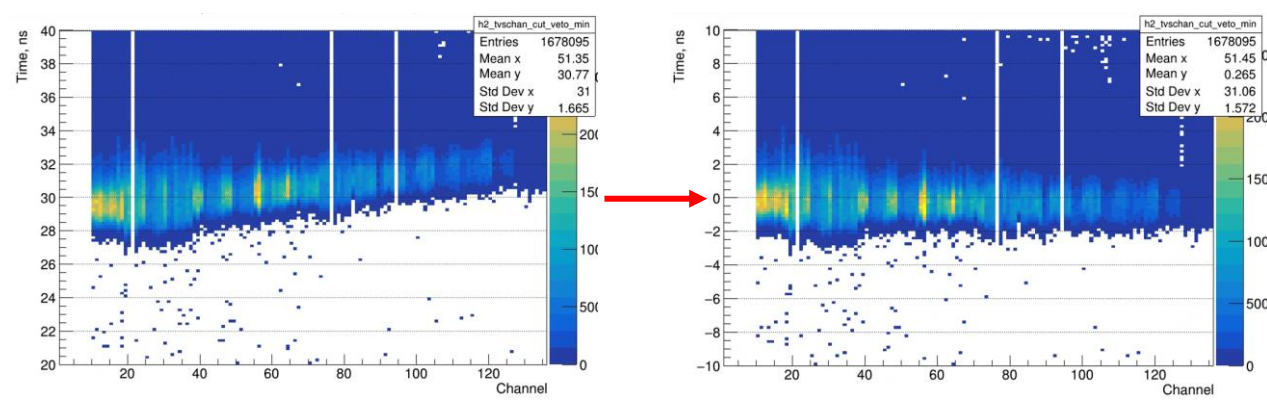 h2_tvschan_cut_veto_min
Entries 1678095
Mean x 51.35
Mean y 30.77
Std Dev x 31
Std Dev y 1.665
Time, ns
40
38
36
34
32
30
28
26
24
22
20
20 40 60 80 100 120
Channel
200
150
100
500
0
h2_tvschan_cut_veto_min
Entries 1678095
Mean x 51.45
Mean y 0.265
Std Dev x 31.06
Std Dev y 1.572
Time, ns
10
8
6
4
2
0
−2
−4
−6
−8
−10
20 40 60 80 100 120
Channel
200
150
100
500
0